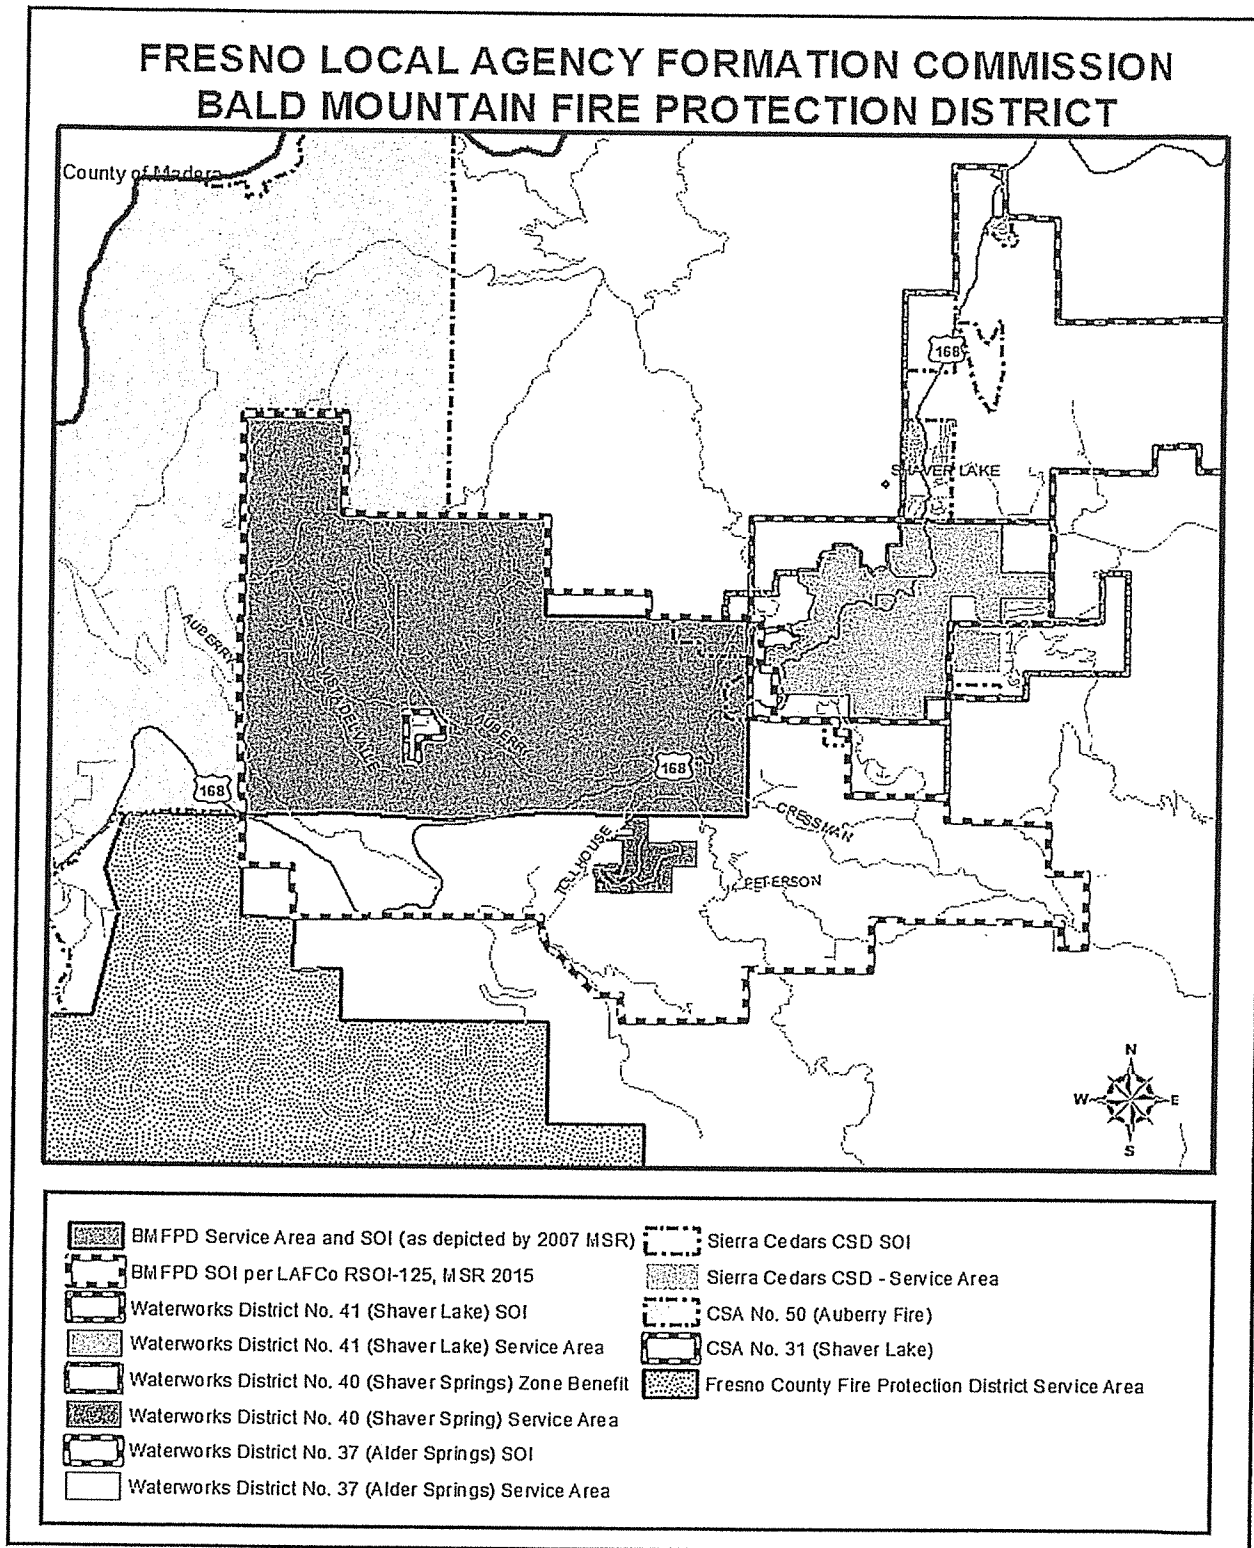 FRESNO LOCAL AGENCY FORMATION COMMISSION
BALD MOUNTAIN FIRE PROTECTION DISTRICT
County of Madera
168
SHAVER LAKE
AUBERRY
AUBERRY
168
168
CRESSMAN
TOLLHOUSE
PETERSON
N
W E
S
BMFPD Service Area and SOI (as depicted by 2007 MSR)
BMFPD SOI per LAFCo RSOI-125, MSR 2015
Waterworks District No. 41 (Shaver Lake) SOI
Waterworks District No. 41 (Shaver Lake) Service Area
Waterworks District No. 40 (Shaver Springs) Zone Benefit
Waterworks District No. 40 (Shaver Spring) Service Area
Waterworks District No. 37 (Alder Springs) SOI
Waterworks District No. 37 (Alder Springs) Service Area
Sierra Cedars CSD SOI
Sierra Cedars CSD - Service Area
CSA No. 50 (Auberry Fire)
CSA No. 31 (Shaver Lake)
Fresno County Fire Protection District Service Area